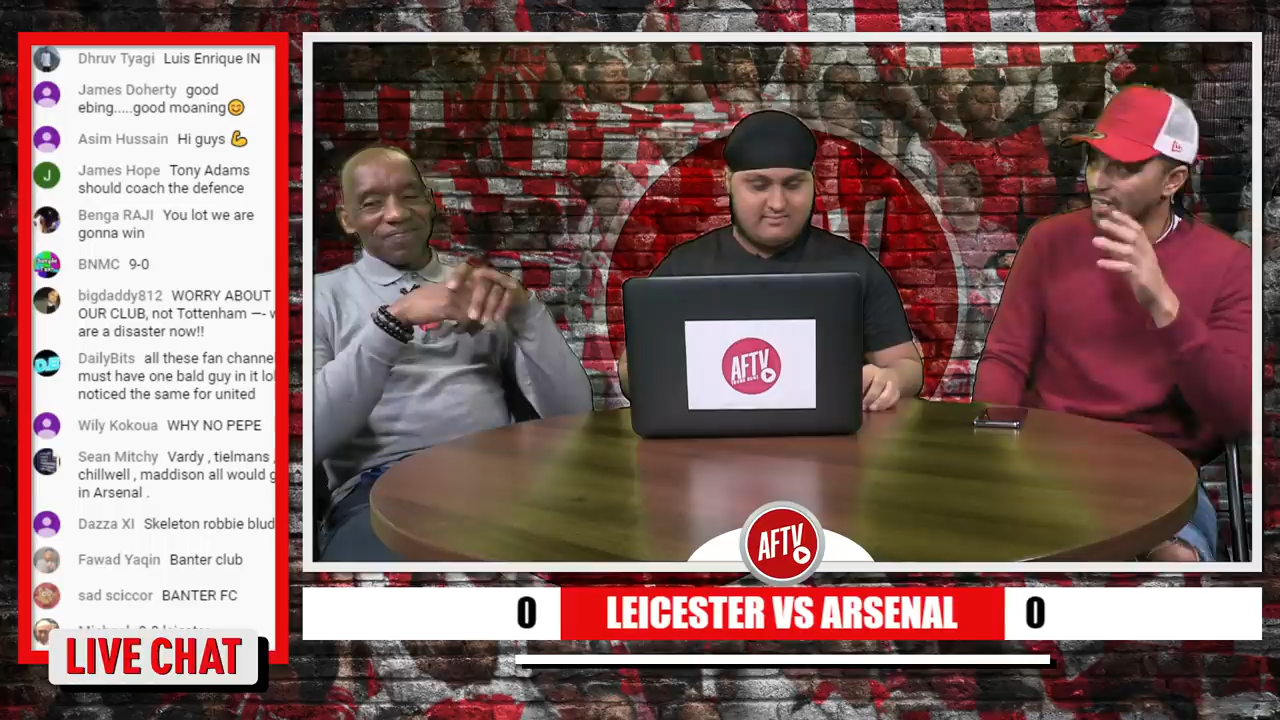 Dhruv Tyagi Luis Enrique IN
James Doherty good
ebing.....good moaning😊
Asim Hussain Hi guys 💪
J
James Hope Tony Adams
should coach the defence
Benga RAJI You lot we are
gonna win
BNMC 9-0
bigdaddy812 WORRY ABOUT
OUR CLUB, not Tottenham —- w
are a disaster now!!
DailyBits all these fan channe
must have one bald guy in it lo
noticed the same for united
Wily Kokoua WHY NO PEPE
Sean Mitchy Vardy , tielmans ,
chillwell , maddison all would g
in Arsenal .
Dazza XI Skeleton robbie blud
Fawad Yaqin Banter club
sad sciccor BANTER FC
LIVE CHAT
AFTV
AFTV
0 LEICESTER VS ARSENAL 0